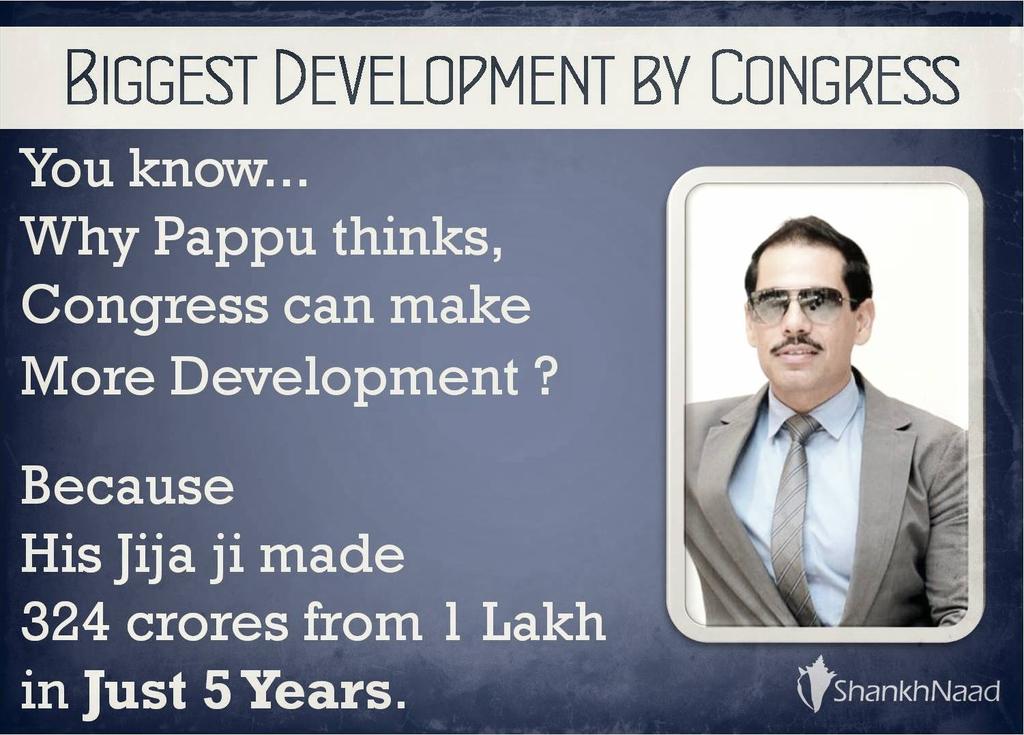 BIGGEST DEVELOPMENT BY CONGRESS
You know...
Why Pappu thinks,
Congress can make
More Development ?
Because
His Jija ji made
324 crores from 1 Lakh
in Just 5 Years.
ShankhNaad